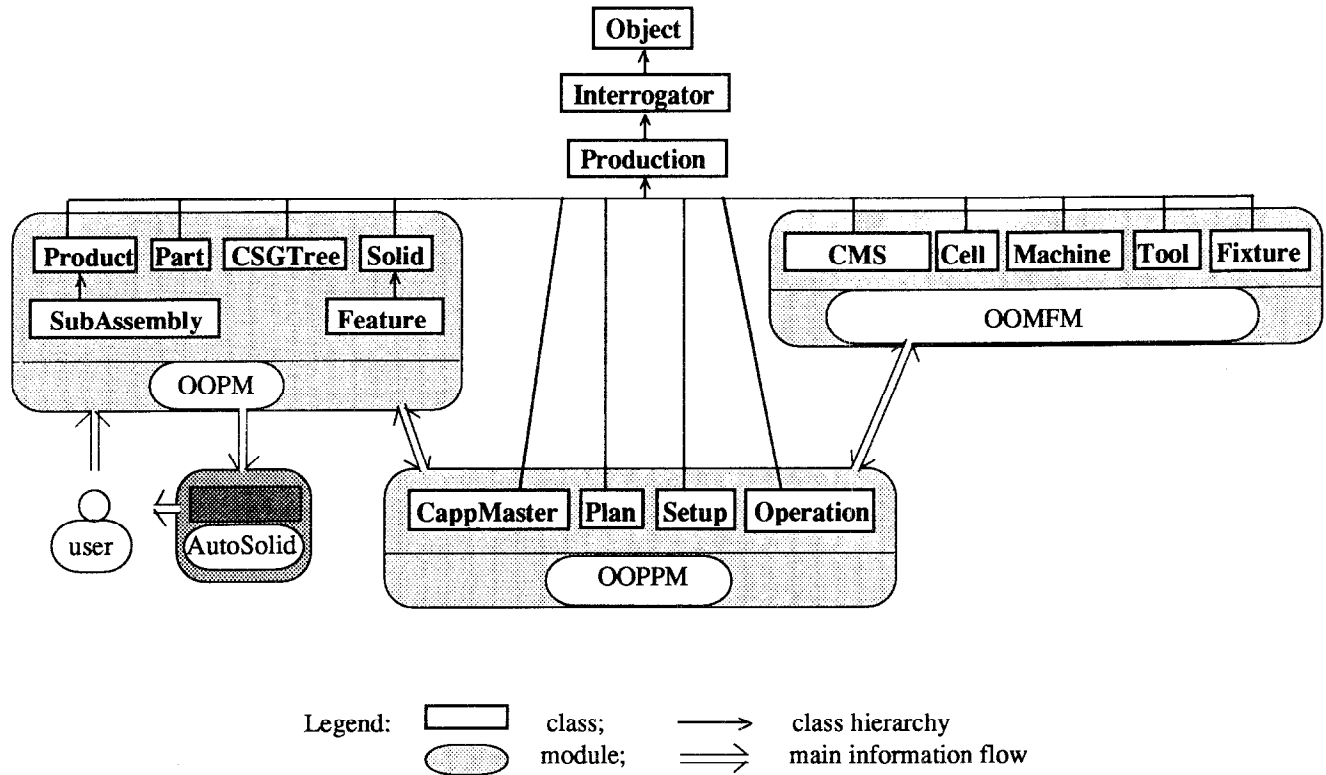 Object
Interrogator
Production
Product Part CSGTree Solid
SubAssembly Feature
OOPM
CMS Cell Machine Tool Fixture
OOMFM
CappMaster Plan Setup Operation
OOPPM
user
AutoSolid
Legend: class; class hierarchy
module; main information flow